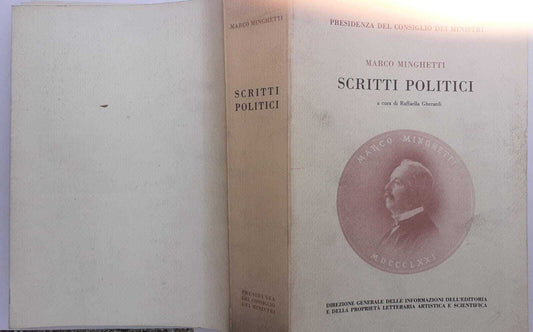 MARCO MINGHETTI
SCRITTI
POLITICI
PRESIDENZA
DEL CONSIGLIO
DEI MINISTRI
PRESIDENZA DEL CONSIGLIO DEI MINISTRI
MARCO MINGHETTI
SCRITTI POLITICI
a cura di Raffaella Gherardi
MARCO MINGHETTI
MDCCCLXXI
DIREZIONE GENERALE DELLE INFORMAZIONI DELL'EDITORIA
E DELLA PROPRIETÀ LETTERARIA ARTISTICA E SCIENTIFICA